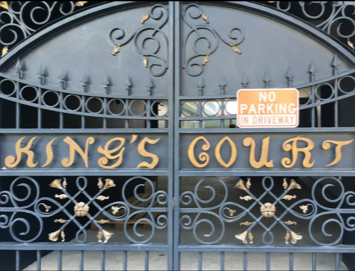 NO
PARKING
IN DRIVEWAY
KING'S COURT